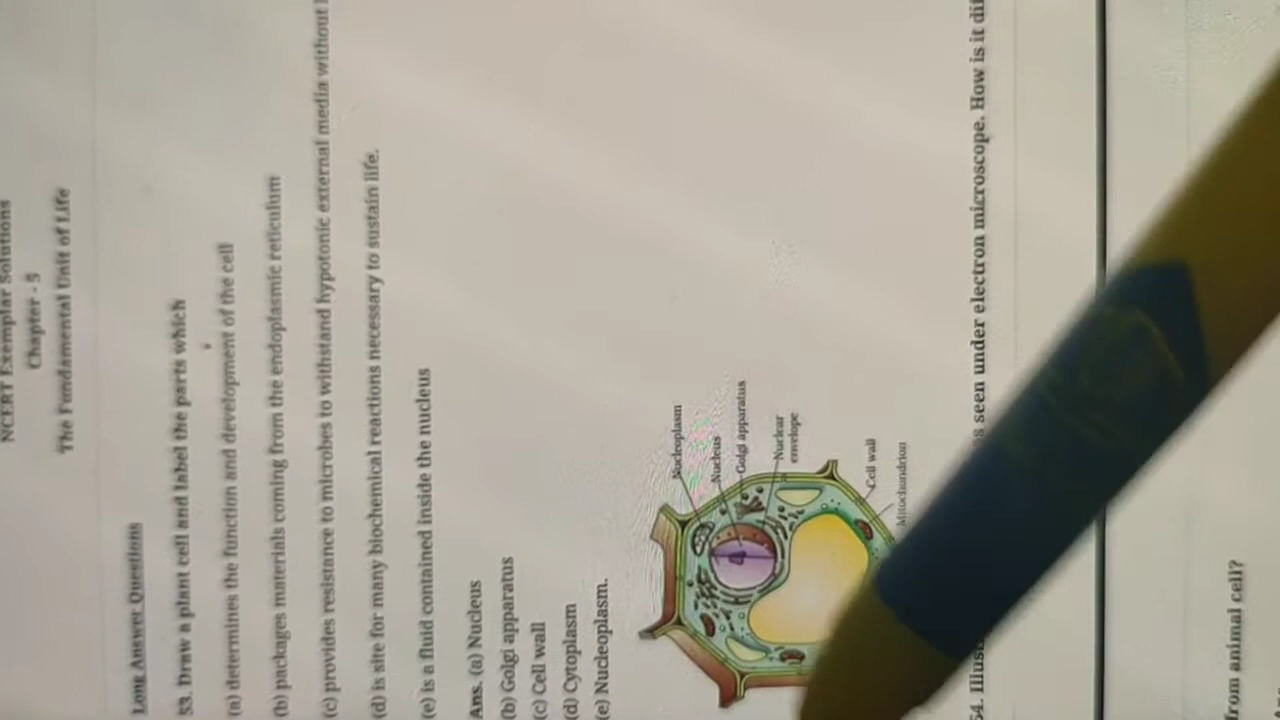 NCERT Exemplar Solutions
Chapter - 5
The Fundamental Unit of Life
Long Answer Questions
53. Draw a plant cell and label the parts which
(a) determines the function and development of the cell
(b) packages materials coming from the endoplasmic reticulum
(c) provides resistance to microbes to withstand hypotonic external media without
(d) is site for many biochemical reactions necessary to sustain life.
(e) is a fluid contained inside the nucleus
Ans. (a) Nucleus
(b) Golgi apparatus
(c) Cell wall
(d) Cytoplasm
(e) Nucleoplasm.
Nucleoplasm
Nucleus
Golgi apparatus
Nuclear
envelope
Cell wall
Mitochondrion
seen under electron microscope. How is it
from animal cell?